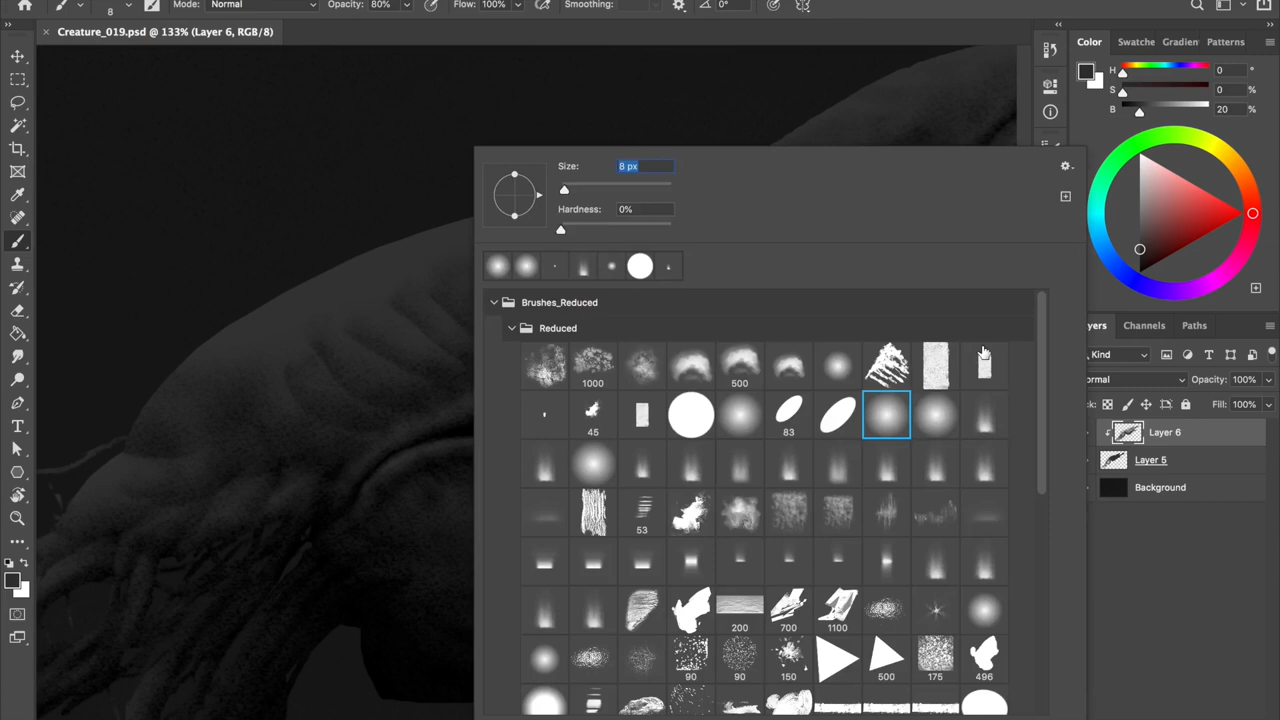 Mode: Normal Opacity: 80% Flow: 100% Smoothing: 0°
8
× Creature_019.psd @ 133% (Layer 6, RGB/8)
Color Swatche Gradien Patterns
H 0 °
S 0 %
B 20 %
Size: 8 px
Hardness: 0%
Brushes_Reduced
Reduced
1000 500
45 83
53
200 700 1100
90 90 150 500 175 496
yers Channels Paths
Kind
ormal Opacity: 100%
ck: Fill: 100%
Layer 6
Layer 5
Background